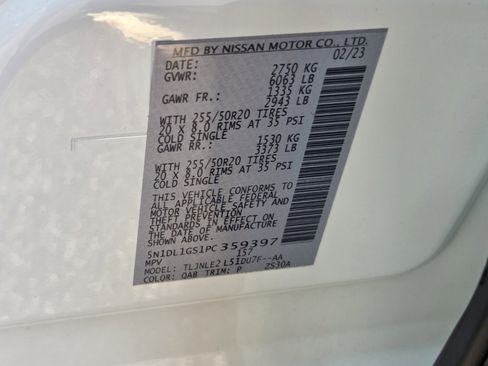 MFD BY NISSAN MOTOR CO., LTD.
DATE: 02/23
GVWR: 2750 KG
6063 LB
GAWR FR.: 1335 KG
2943 LB
WITH 255/50R20 TIRES
20 X 8.0 RIMS AT 35 PSI
COLD SINGLE
GAWR RR.: 1530 KG
3373 LB
WITH 255/50R20 TIRES
20 X 8.0 RIMS AT 35 PSI
COLD SINGLE
THIS VEHICLE CONFORMS TO
ALL APPLICABLE FEDERAL
MOTOR VEHICLE SAFETY AND
THEFT PREVENTION
STANDARDS IN EFFECT ON
THE DATE OF MANUFACTURE
5N1DL1GS1PC359397
MPV 157
MODEL: TLJNLE2 L51DU7F--AA
COLOR: QAB TRIM: P ZS30A